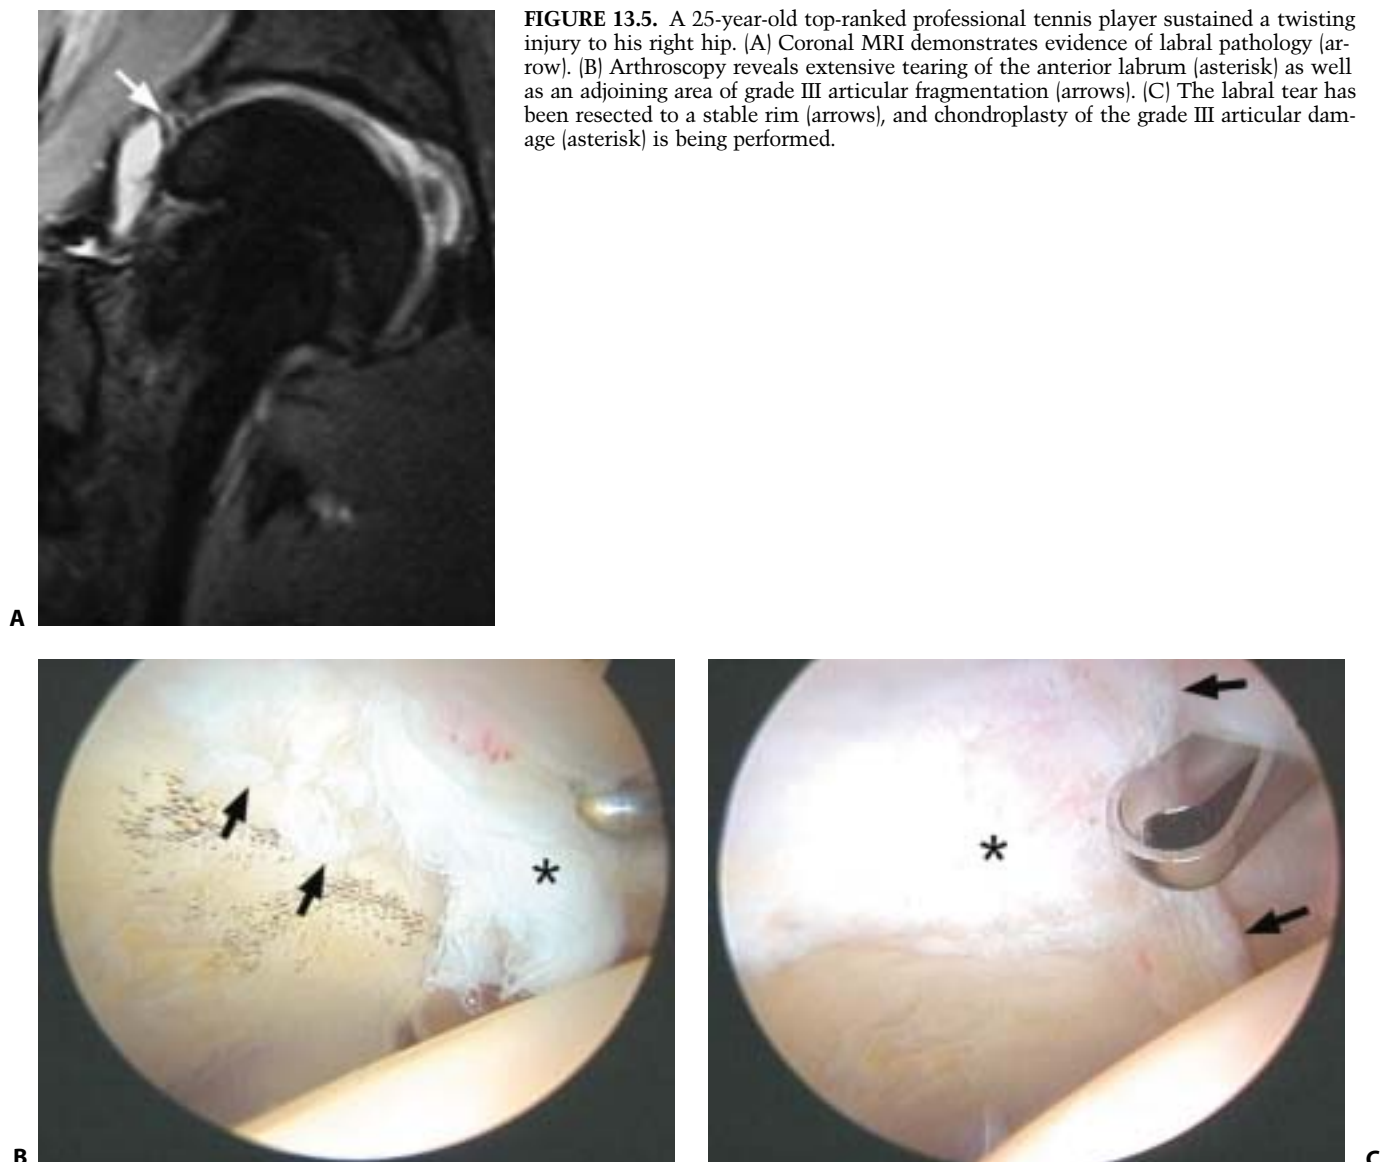 FIGURE 13.5. A 25-year-old top-ranked professional tennis player sustained a twisting
injury to his right hip. (A) Coronal MRI demonstrates evidence of labral pathology (ar-
row). (B) Arthroscopy reveals extensive tearing of the anterior labrum (asterisk) as well
as an adjoining area of grade III articular fragmentation (arrows). (C) The labral tear has
been resected to a stable rim (arrows), and chondroplasty of the grade III articular dam-
age (asterisk) is being performed.
A
*
*
B
C